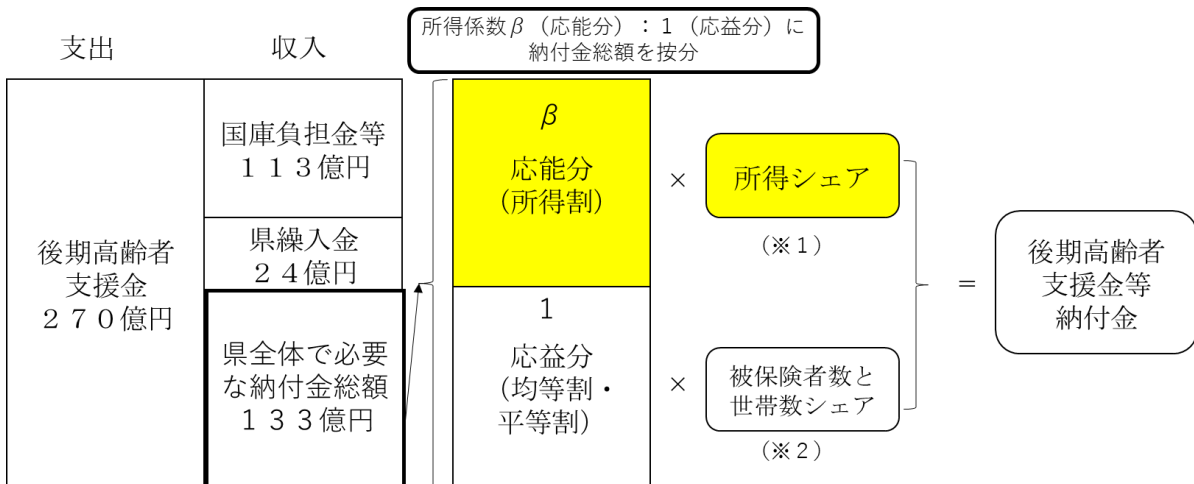 所得係数β（応能分）：１（応益分）に
納付金総額を按分
支出
収入
後期高齢者
支援金
２７０億円
国庫負担金等
１１３億円
県繰入金
２４億円
県全体で必要
な納付金総額
１３３億円
β
応能分
（所得割）
１
応益分
（均等割・
平等割）
×
所得シェア
（※１）
×
被保険者数と
世帯数シェア
（※２）
＝
後期高齢者
支援金等
納付金